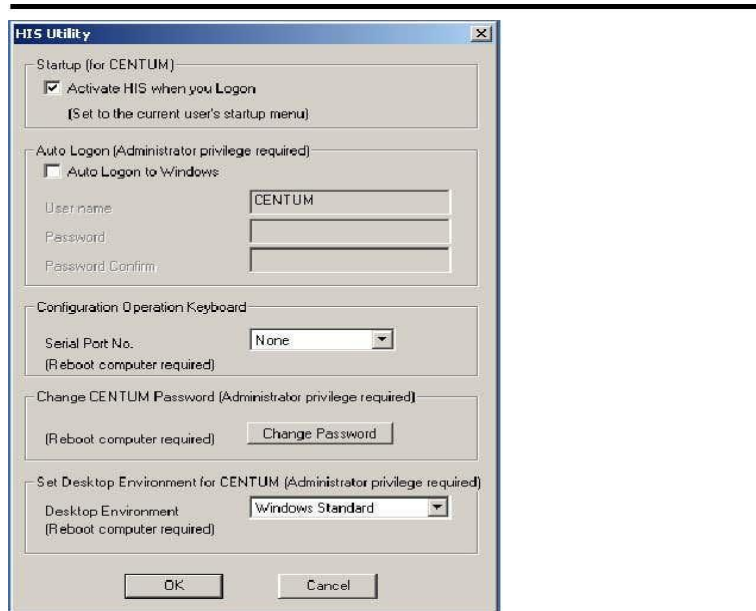 HIS Utility
Startup (for CENTUM)
Activate HIS when you Logon
(Set to the current user's startup menu)
Auto Logon (Administrator privilege required)
Auto Logon to Windows
User name
CENTUM
Password
Password Confirm
Configuration Operation Keyboard
Serial Port No.
None
(Reboot computer required)
Change CENTUM Password (Administrator privilege required)
(Reboot computer required)
Change Password
Set Desktop Environment for CENTUM (Administrator privilege required)
Desktop Environment
Windows Standard
(Reboot computer required)
OK
Cancel